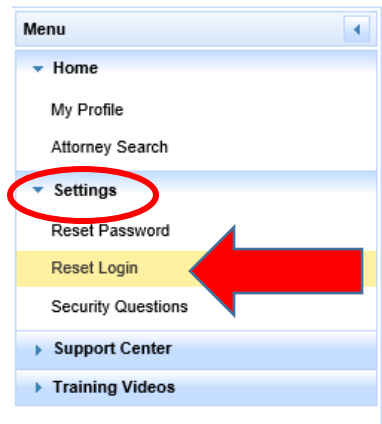 Menu
Home
My Profile
Attorney Search
Settings
Reset Password
Reset Login
Security Questions
Support Center
Training Videos